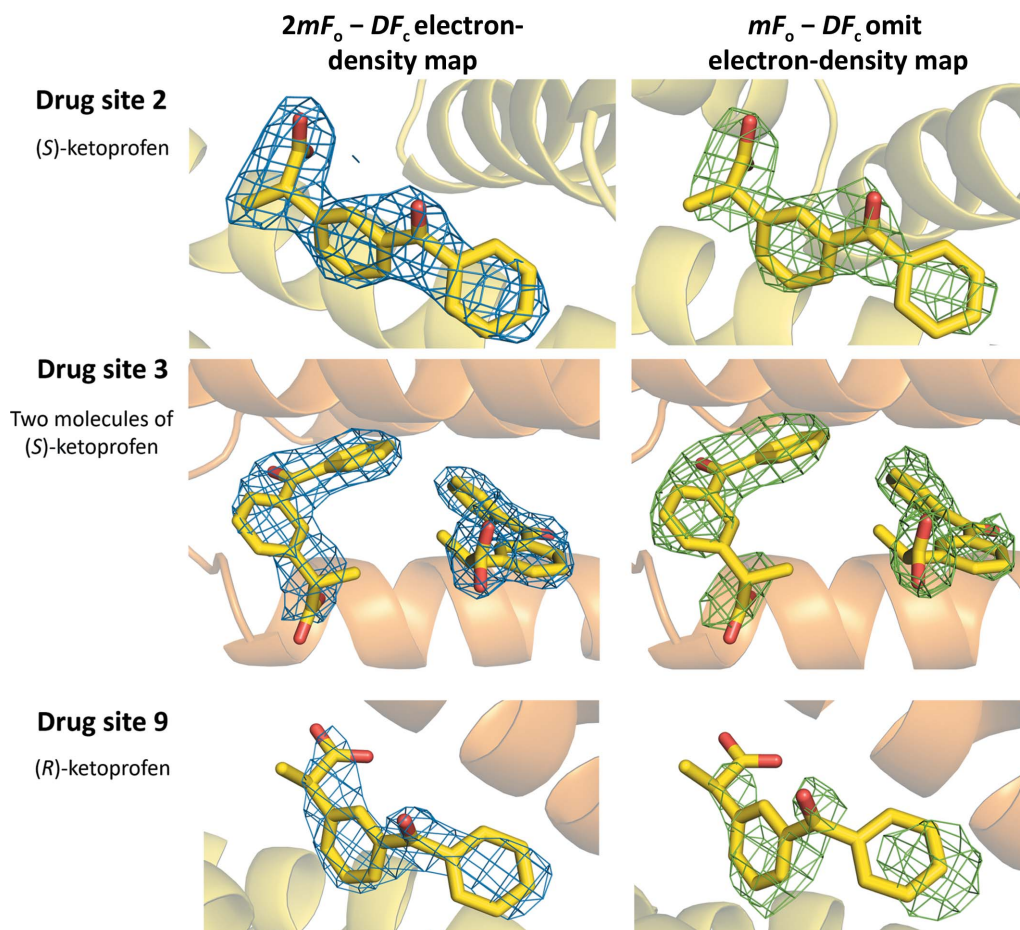 2mFo – DFc electron-
density map
mFo – DFc omit
electron-density map
Drug site 2
(S)-ketoprofen
Drug site 3
Two molecules of
(S)-ketoprofen
Drug site 9
(R)-ketoprofen